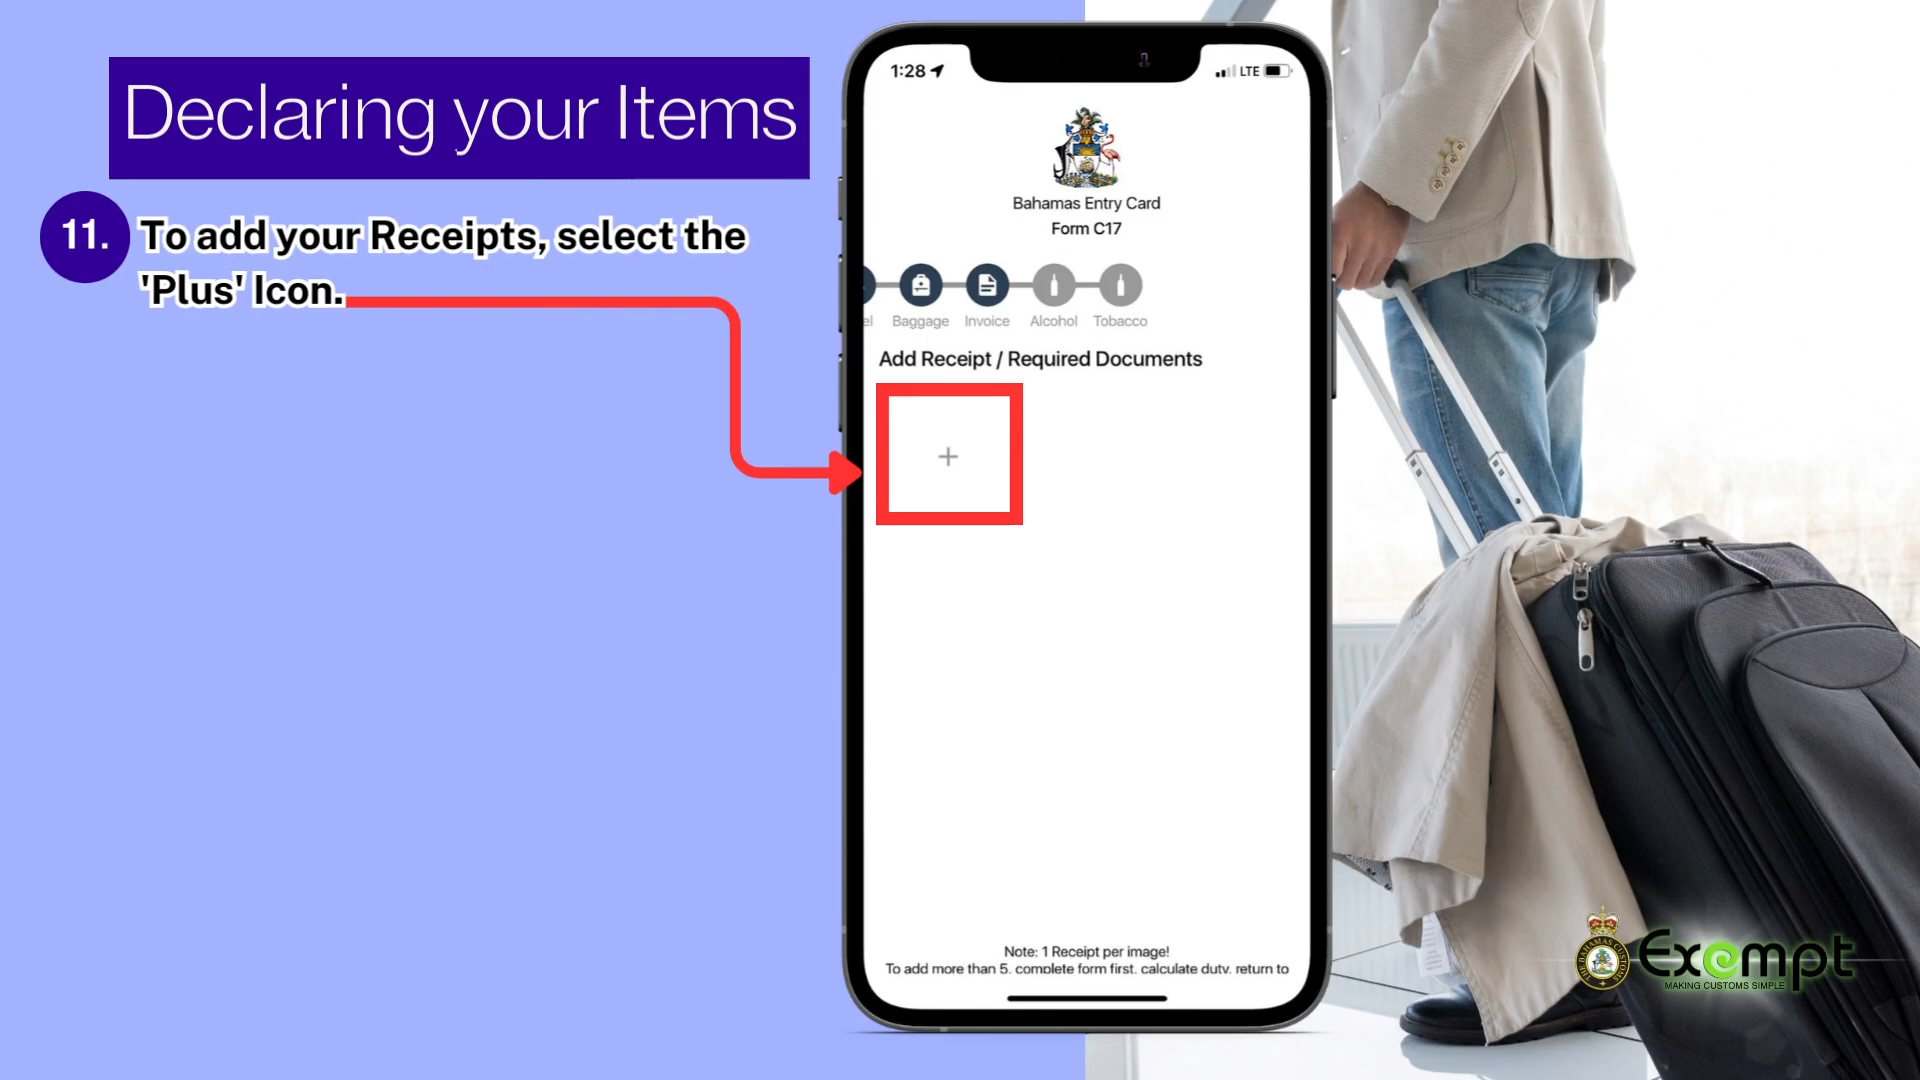 Declaring your Items
11.
To add your Receipts, select the
'Plus' Icon.
1:28
LTE
Bahamas Entry Card
Form C17
el Baggage Invoice Alcohol Tobacco
Add Receipt / Required Documents
+
Note: 1 Receipt per image!
To add more than 5, complete form first, calculate duty, return to
Exempt
MAKING CUSTOMS SIMPLE